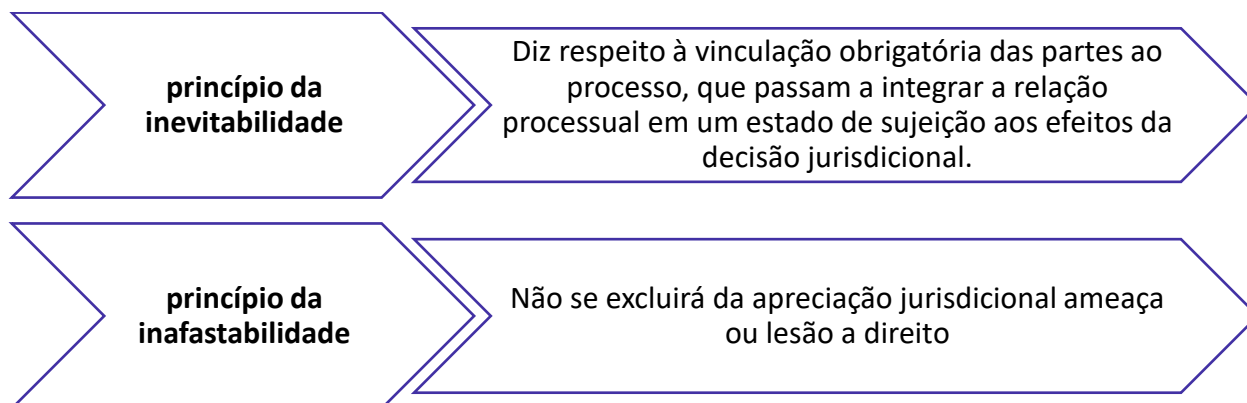 princípio da
inevitabilidade
Diz respeito à vinculação obrigatória das partes ao
processo, que passam a integrar a relação
processual em um estado de sujeição aos efeitos da
decisão jurisdicional.
princípio da
inafastabilidade
Não se excluirá da apreciação jurisdicional ameaça
ou lesão a direito